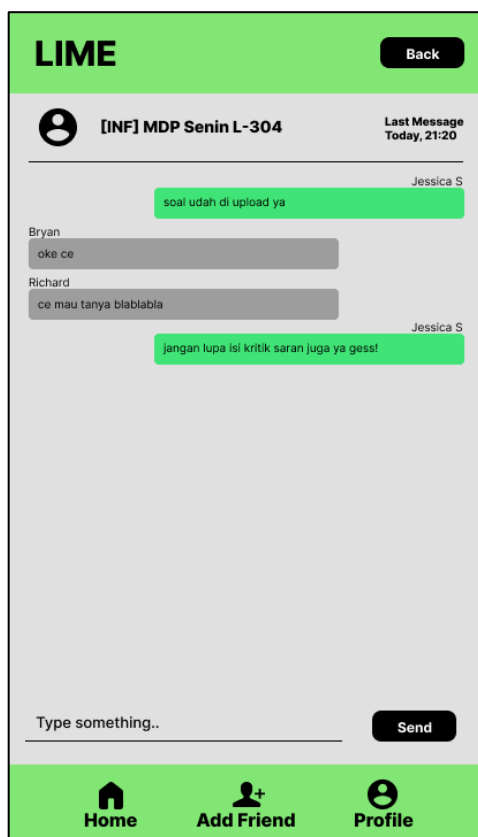 LIME
Back
[INF] MDP Senin L-304
Last Message
Today, 21:20
Jessica S
soal udah di upload ya
Bryan
oke ce
Richard
ce mau tanya blablabla
Jessica S
jangan lupa isi kritik saran juga ya gess!
Type something..
Send
Home
Add Friend
Profile